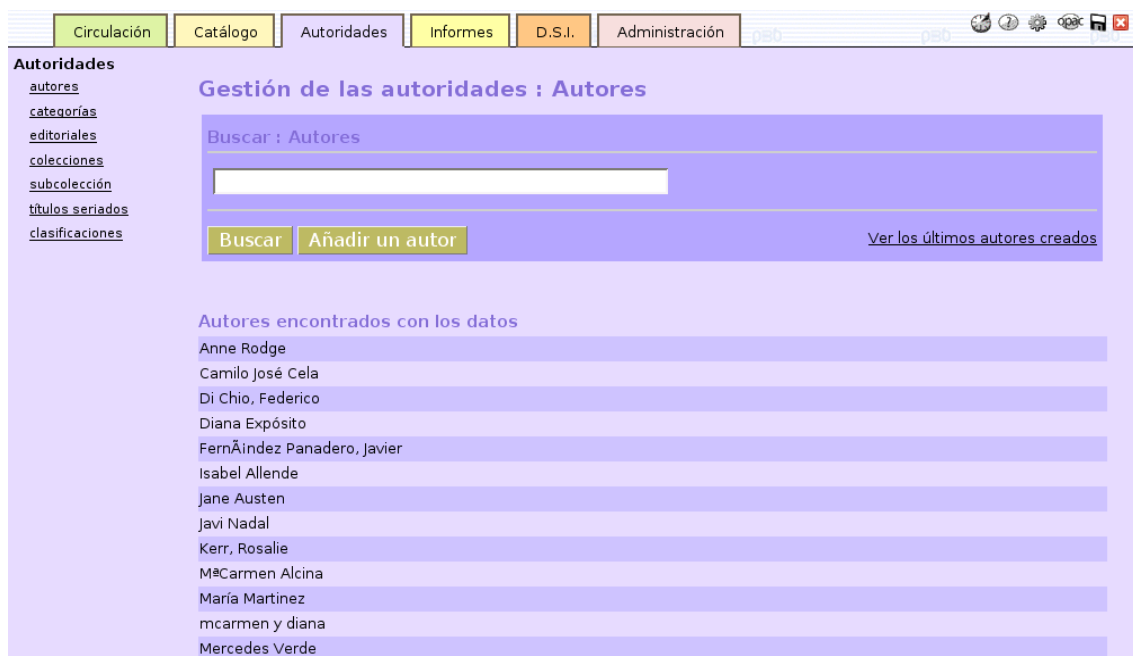 Circulación Catálogo Autoridades Informes D.S.I. Administración pmb pmb opac
Autoridades
autores
categorías
editoriales
colecciones
subcolección
títulos seriados
clasificaciones
Gestión de las autoridades : Autores
Buscar : Autores
Buscar Añadir un autor Ver los últimos autores creados
Autores encontrados con los datos
Anne Rodge
Camilo José Cela
Di Chio, Federico
Diana Expósito
FernÃ¡ndez Panadero, Javier
Isabel Allende
Jane Austen
Javi Nadal
Kerr, Rosalie
MªCarmen Alcina
María Martinez
mcarmen y diana
Mercedes Verde